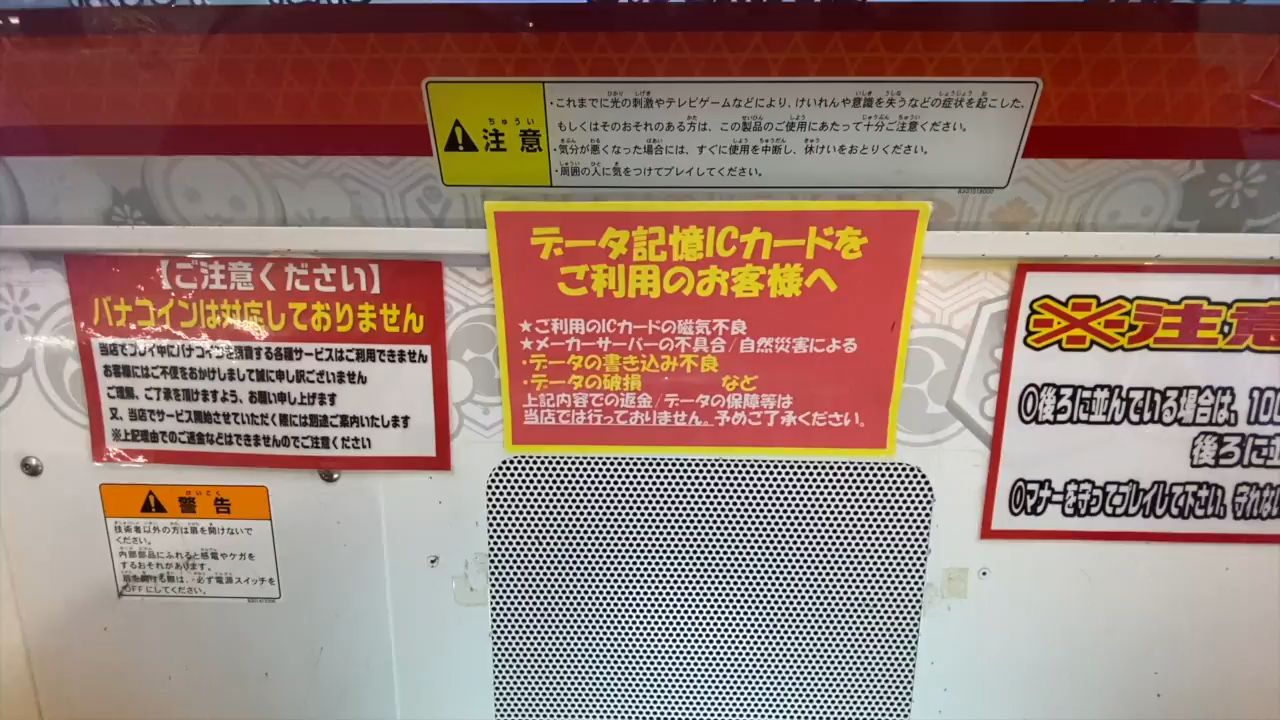 注意
・これまでに光の刺激やテレビゲームなどにより、けいれんや意識を失うなどの症状を起こした、
もしくはそのおそれのある方は、この製品のご使用にあたって十分ご注意ください。
・気分が悪くなった場合には、すぐに使用を中断し、休けいをおとりください。
・周囲の人に気をつけてプレイしてください。
【ご注意ください】
バナコインは対応しておりません
当店でプレイ中にバナコインを消費する各種サービスはご利用できません
お客様にはご不便をおかけしまして誠に申し訳ございません
ご理解、ご了承を頂けますよう、お願い申し上げます
又、当店でサービス開始させていただく際には別途ご案内いたします
※上記理由でのご返金などはできませんのでご注意ください
データ記憶ICカードを
ご利用のお客様へ
★ご利用のICカードの磁気不良
★メーカーサーバーの不具合/自然災害による
・データの書き込み不良
・データの破損 など
上記内容での返金/データの保障等は
当店では行っておりません。予めご了承ください。
※注意
○後ろに並んでいる場合は、10
後ろに並
○マナーを守ってプレイして下さい。守れな
警告
技術者以外の方は扉を開けないで
ください。
内部部品にふれると感電やケガを
するおそれがあります。
扉を開ける際は、必ず電源スイッチを
OFFにしてください。